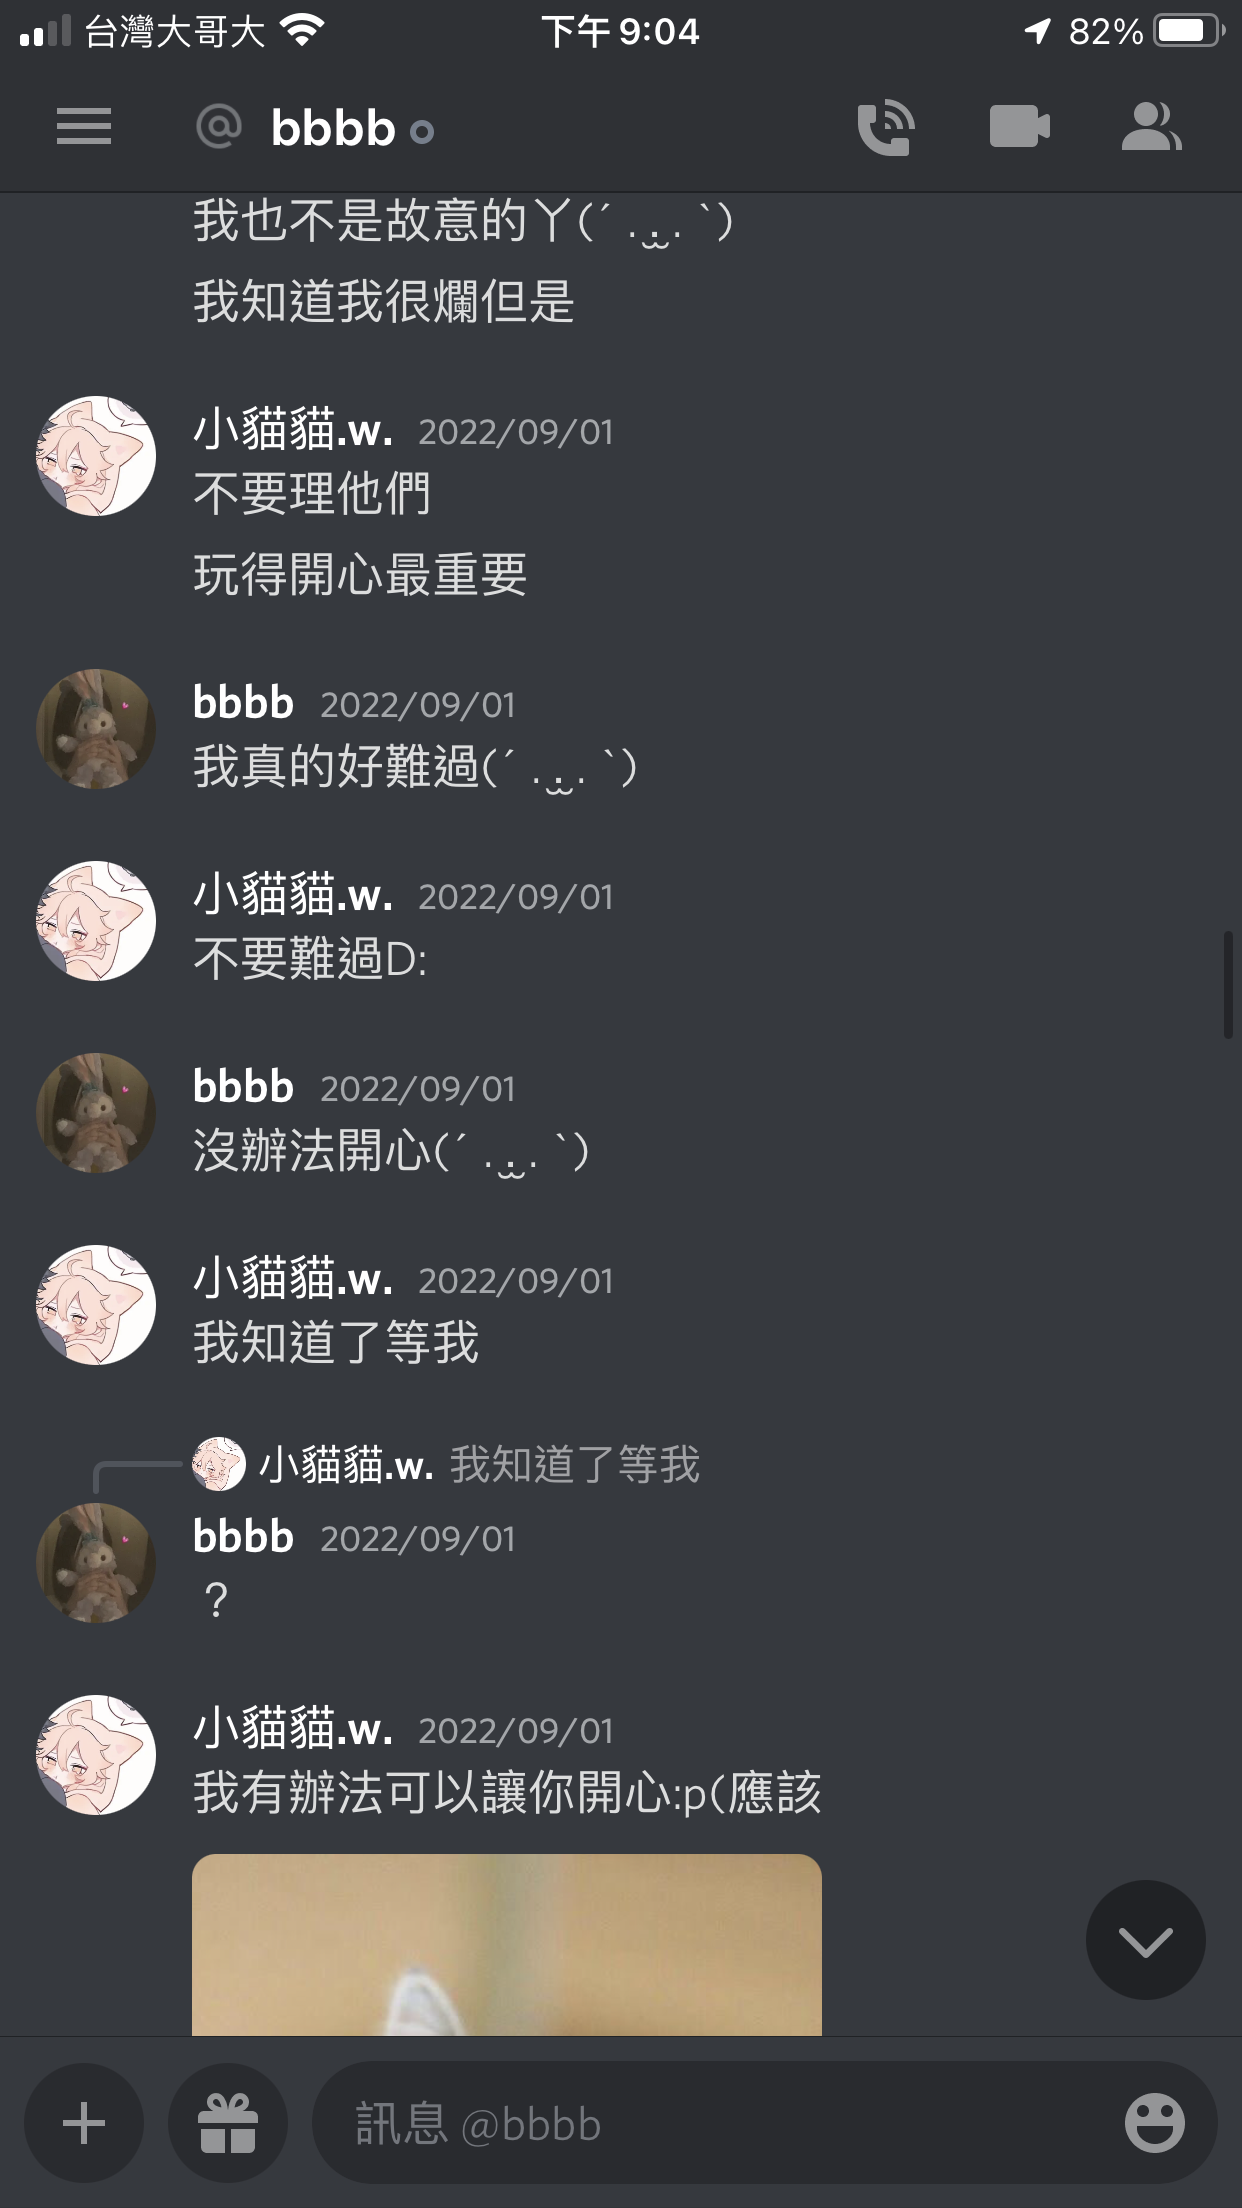 台灣大哥大 下午 9:04 82%
@ bbbb
我也不是故意的丫(´ . .̫ . `)
我知道我很爛但是
小貓貓.w. 2022/09/01
不要理他們
玩得開心最重要
bbbb 2022/09/01
我真的好難過(´ . .̫ . `)
小貓貓.w. 2022/09/01
不要難過D:
bbbb 2022/09/01
沒辦法開心(´ . .̫ . `)
小貓貓.w. 2022/09/01
我知道了等我
小貓貓.w. 我知道了等我
bbbb 2022/09/01
？
小貓貓.w. 2022/09/01
我有辦法可以讓你開心:p(應該
訊息 @bbbb